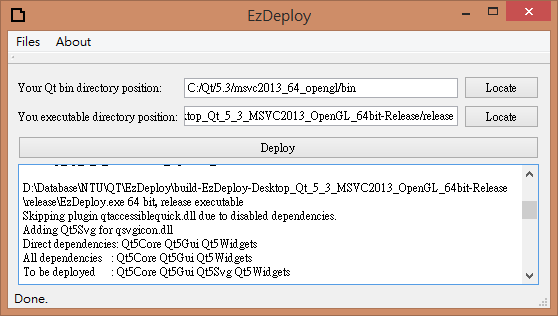 EzDeploy
Files About
Your Qt bin directory position: C:/Qt/5.3/msvc2013_64_opengl/bin Locate
You executable directory position: ktop_Qt_5_3_MSVC2013_OpenGL_64bit-Release/release Locate
Deploy
D:\Database\NTU\QT\EzDeploy\build-EzDeploy-Desktop_Qt_5_3_MSVC2013_OpenGL_64bit-Release
\release\EzDeploy.exe 64 bit, release executable
Skipping plugin qtaccessiblequick.dll due to disabled dependencies.
Adding Qt5Svg for qsvgicon.dll
Direct dependencies: Qt5Core Qt5Gui Qt5Widgets
All dependencies : Qt5Core Qt5Gui Qt5Widgets
To be deployed : Qt5Core Qt5Gui Qt5Svg Qt5Widgets
Done.